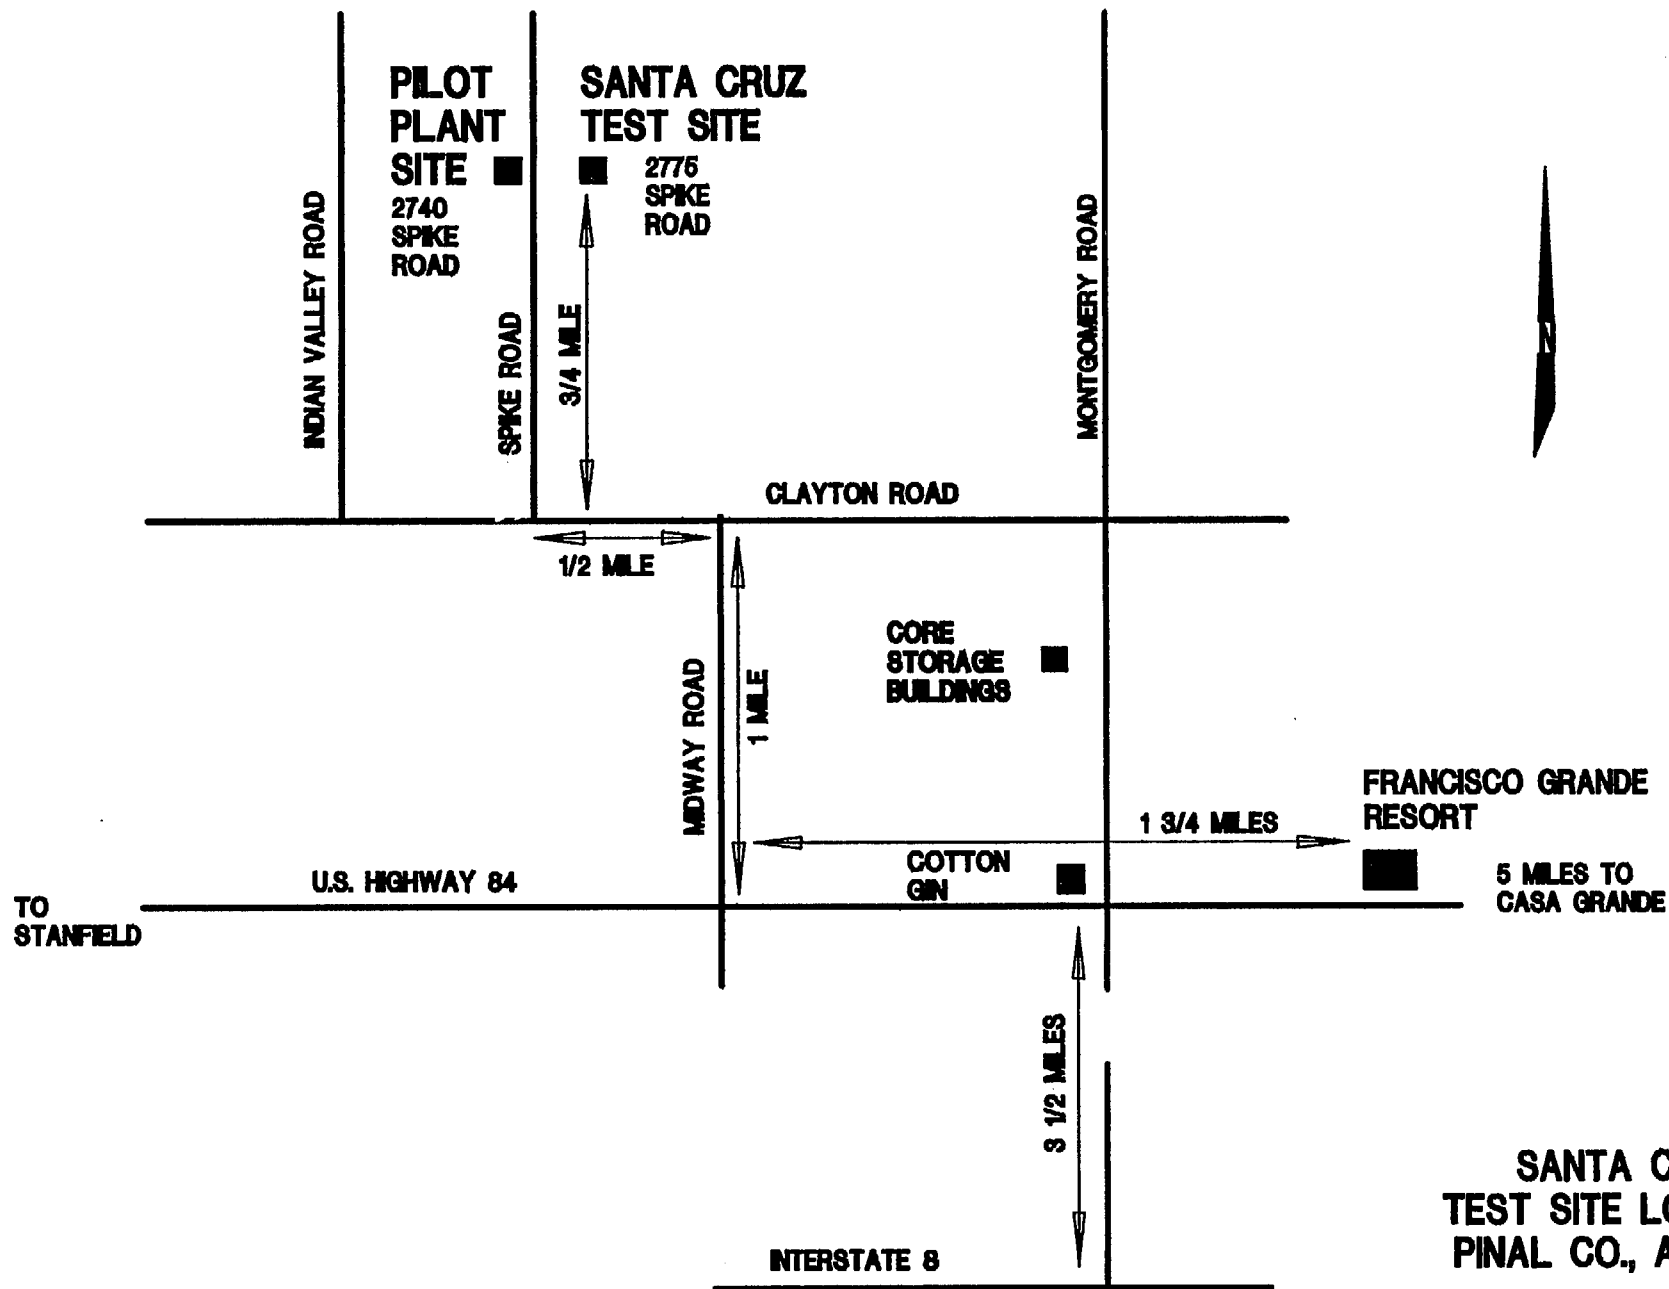 PILOT
PLANT
SITE
2740
SPIKE
ROAD
SANTA CRUZ
TEST SITE
2775
SPIKE
ROAD
INDIAN VALLEY ROAD
SPIKE ROAD
3/4 MILE
MONTGOMERY ROAD
N
CLAYTON ROAD
1/2 MILE
MIDWAY ROAD
1 MILE
CORE
STORAGE
BUILDINGS
FRANCISCO GRANDE
RESORT
1 3/4 MILES
COTTON
GIN
U.S. HIGHWAY 84
TO
STANFIELD
5 MILES TO
CASA GRANDE
3 1/2 MILES
INTERSTATE 8
SANTA C
TEST SITE LO
PINAL CO., A